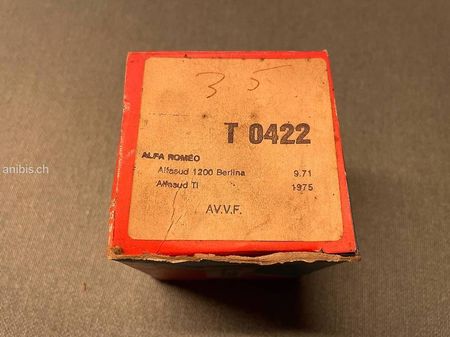 35
T 0422
ALFA ROMEO
Alfasud 1200 Berlina 9.71
Alfasud TI 1975
AV.V.F.
anibis.ch